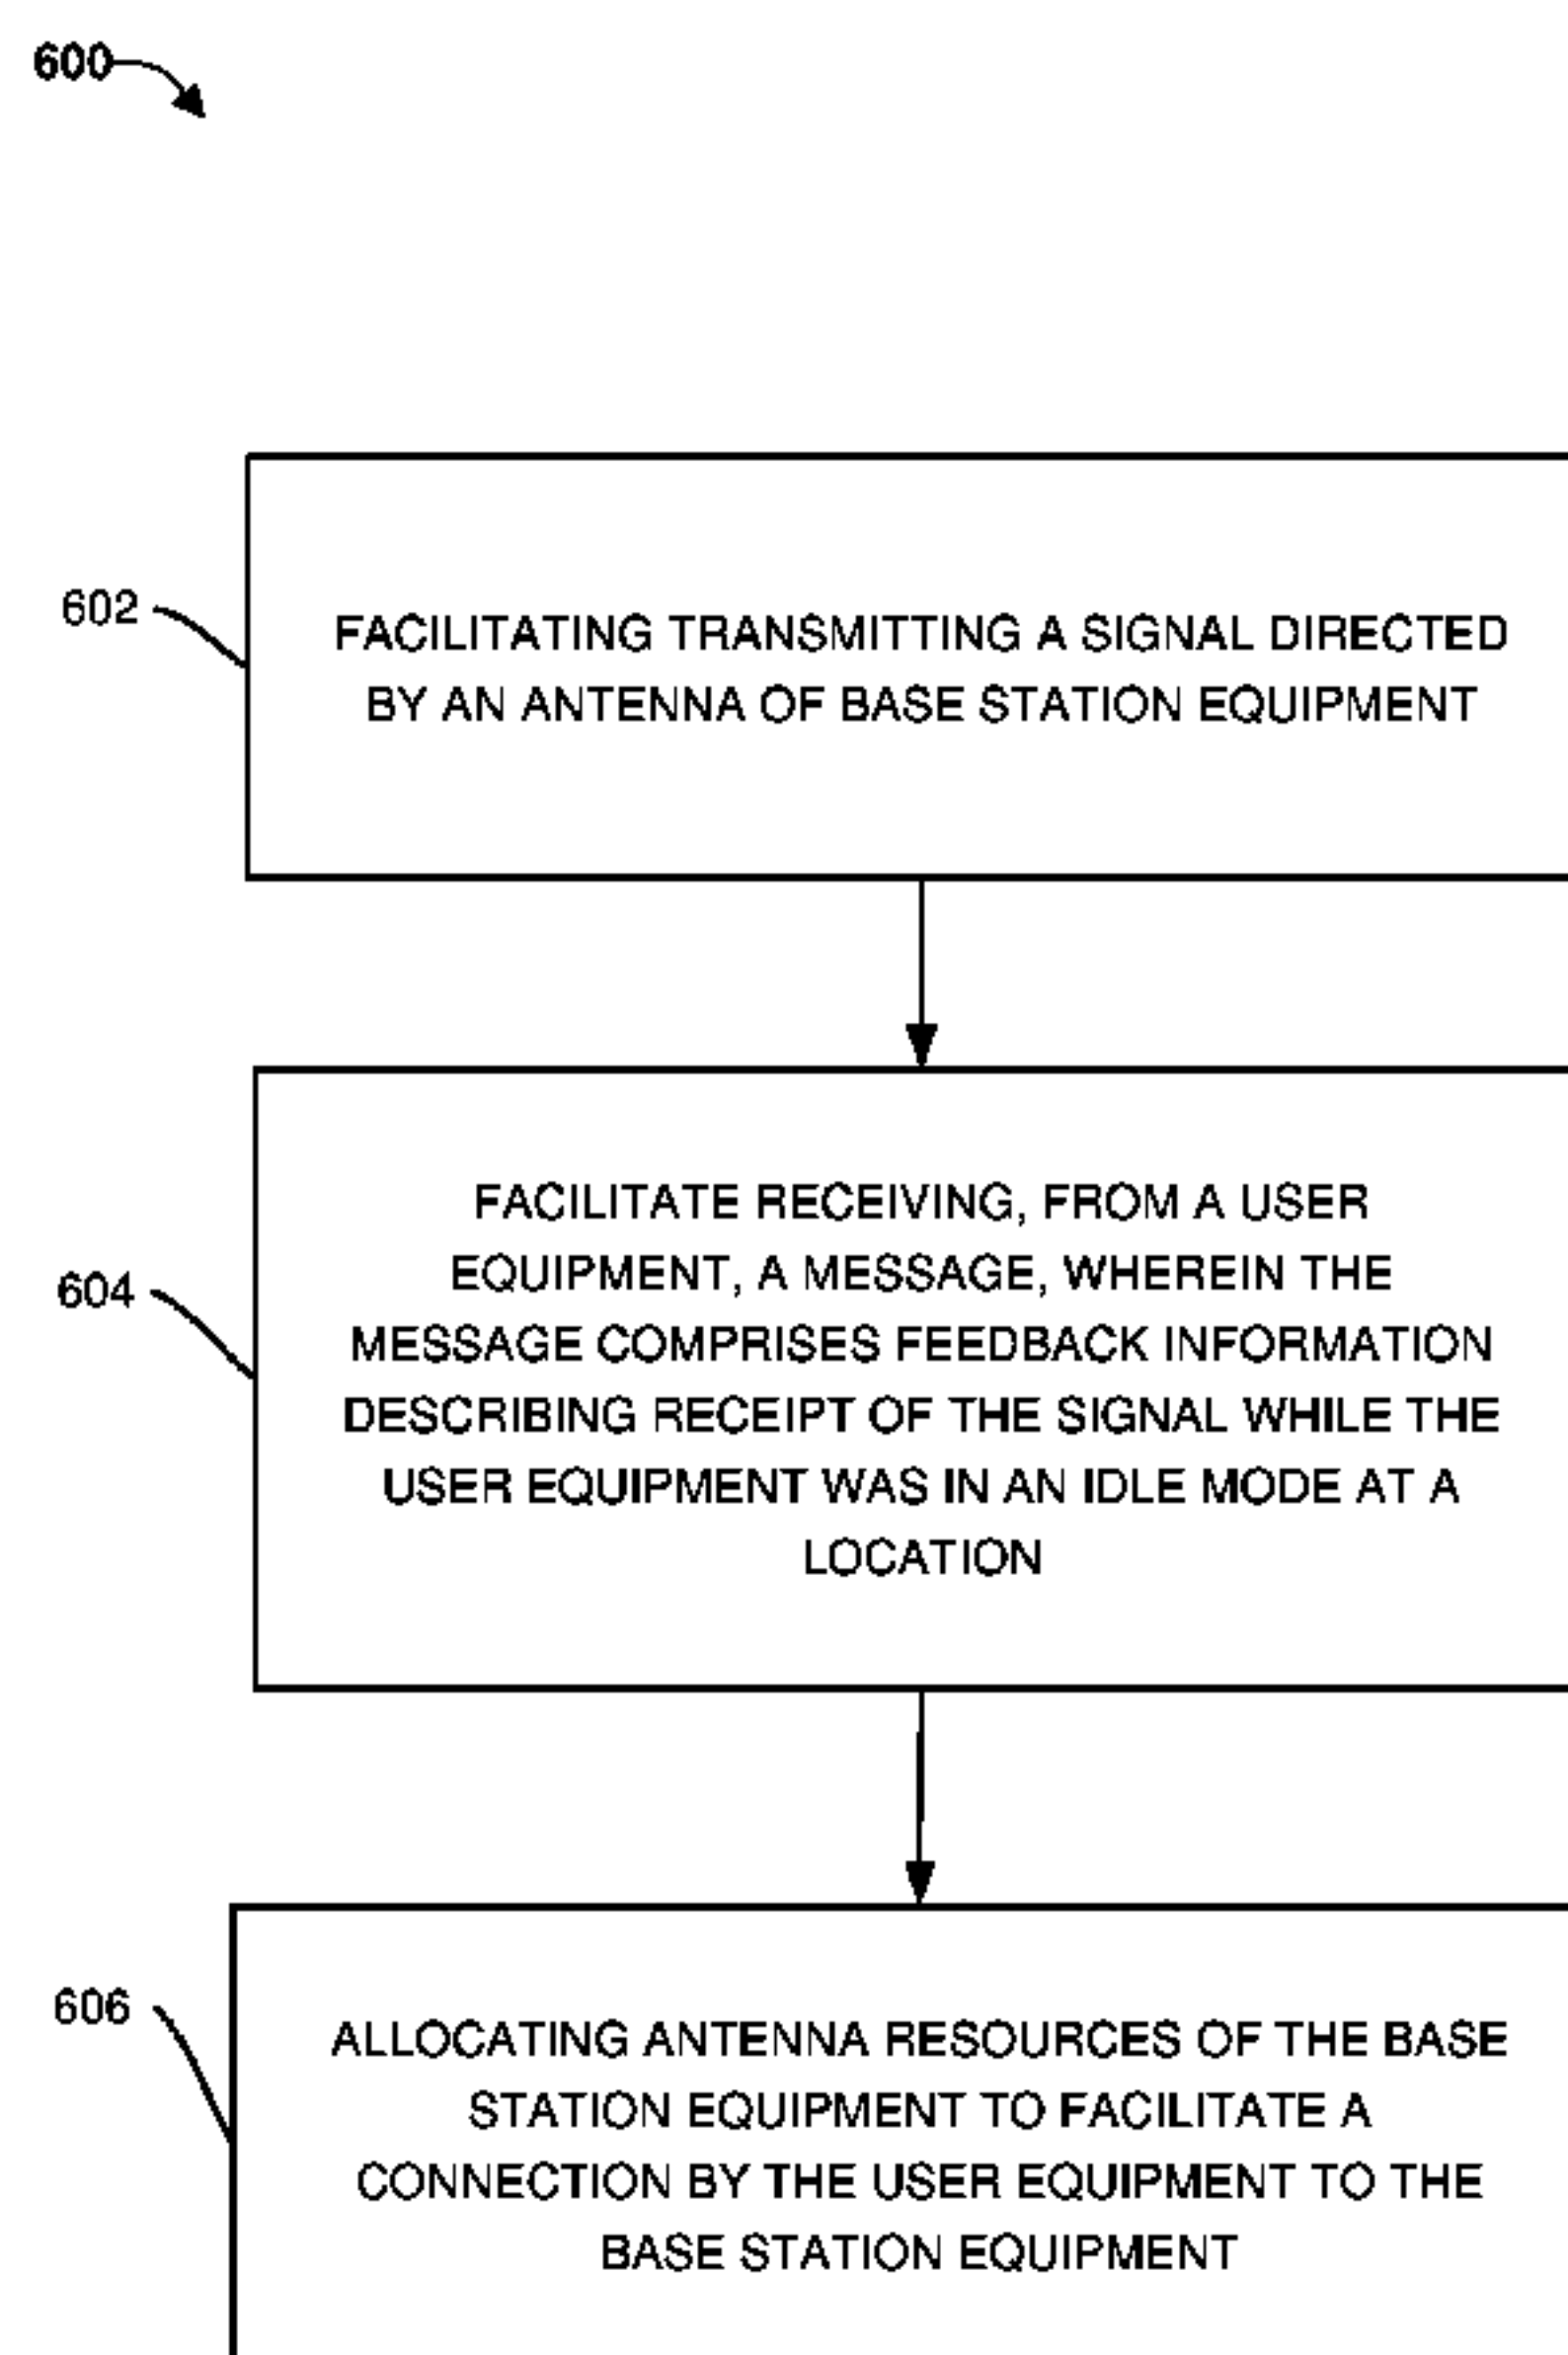 600
602
FACILITATING TRANSMITTING A SIGNAL DIRECTED
BY AN ANTENNA OF BASE STATION EQUIPMENT
604
FACILITATE RECEIVING, FROM A USER
EQUIPMENT, A MESSAGE, WHEREIN THE
MESSAGE COMPRISES FEEDBACK INFORMATION
DESCRIBING RECEIPT OF THE SIGNAL WHILE THE
USER EQUIPMENT WAS IN AN IDLE MODE AT A
LOCATION
606
ALLOCATING ANTENNA RESOURCES OF THE BASE
STATION EQUIPMENT TO FACILITATE A
CONNECTION BY THE USER EQUIPMENT TO THE
BASE STATION EQUIPMENT